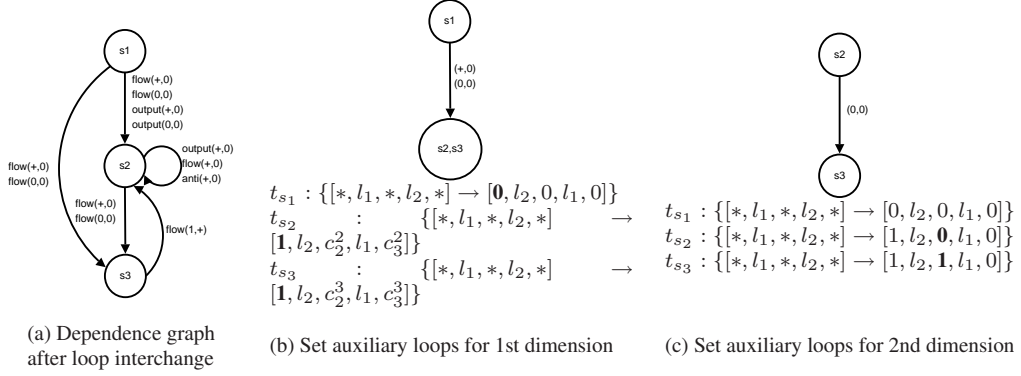 s1
flow(+,0)
flow(0,0)
output(+,0)
output(0,0)
s2
output(+,0)
flow(+,0)
anti(+,0)
flow(+,0)
flow(0,0)
flow(+,0)
flow(0,0)
flow(1,+)
s3
(a) Dependence graph
after loop interchange
s1
(+,0)
(0,0)
s2,s3
t_{s_1} : {[∗, l_1, ∗, l_2, ∗] → [0, l_2, 0, l_1, 0]}
t_{s_2} : {[∗, l_1, ∗, l_2, ∗] →
[1, l_2, c_2^2, l_1, c_3^2]}
t_{s_3} : {[∗, l_1, ∗, l_2, ∗] →
[1, l_2, c_2^3, l_1, c_3^3]}
(b) Set auxiliary loops for 1st dimension
s2
(0,0)
s3
t_{s_1} : {[∗, l_1, ∗, l_2, ∗] → [0, l_2, 0, l_1, 0]}
t_{s_2} : {[∗, l_1, ∗, l_2, ∗] → [1, l_2, 0, l_1, 0]}
t_{s_3} : {[∗, l_1, ∗, l_2, ∗] → [1, l_2, 1, l_1, 0]}
(c) Set auxiliary loops for 2nd dimension